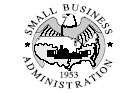 SMALL BUSINESS
1953
ADMINISTRATION